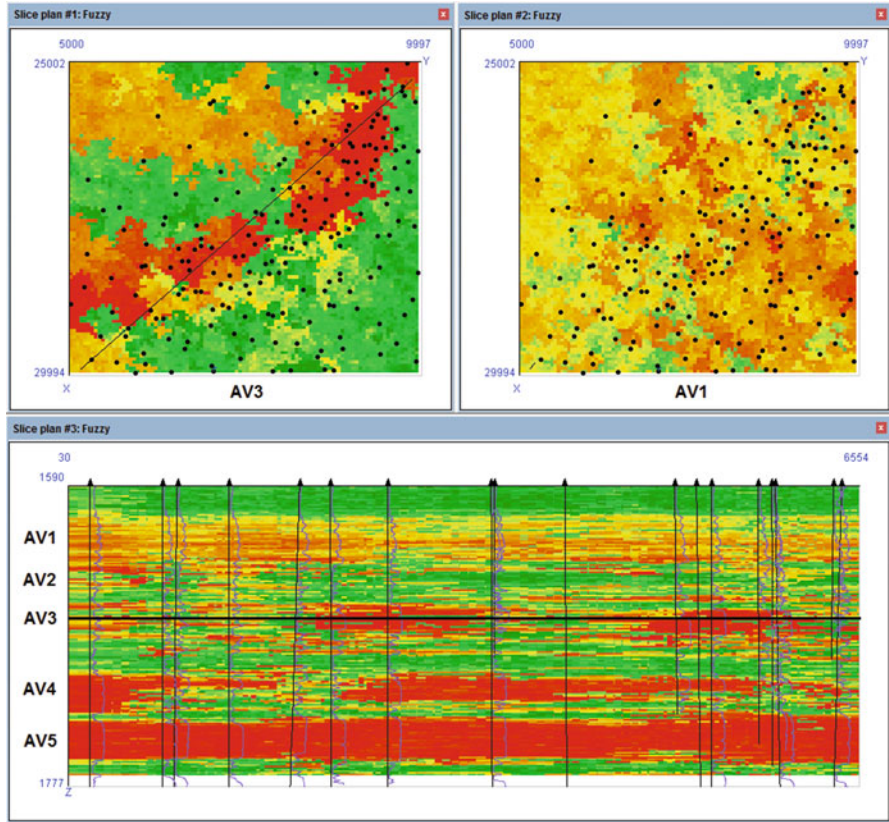 Slice plan #1: Fuzzy
x
5000
9997
25002
Y
29994
X
AV3
Slice plan #2: Fuzzy
x
5000
9997
25002
Y
29994
X
AV1
Slice plan #3: Fuzzy
x
30
6554
1590
AV1
AV2
AV3
AV4
AV5
1777
Z